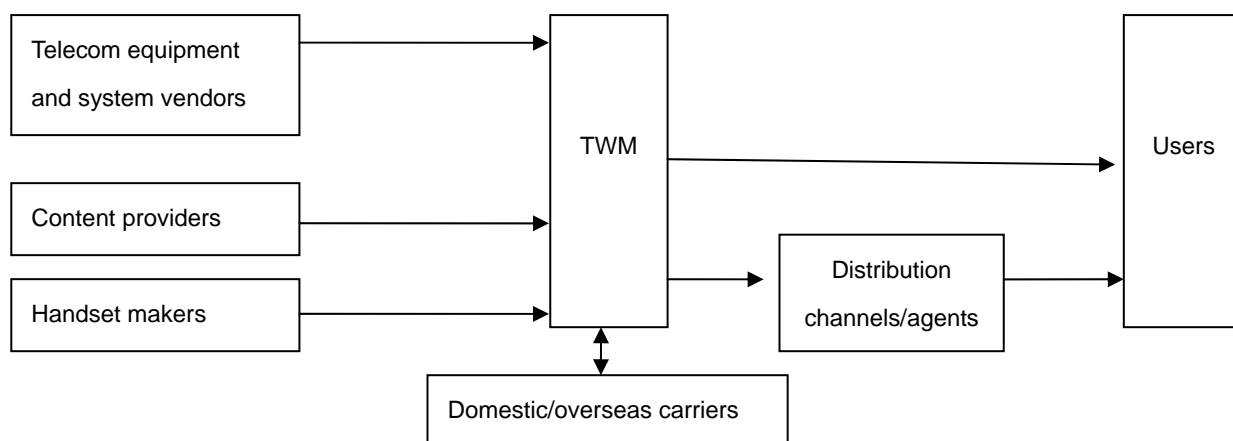 Telecom equipment
and system vendors
TWM
Users
Content providers
Distribution
channels/agents
Handset makers
Domestic/overseas carriers